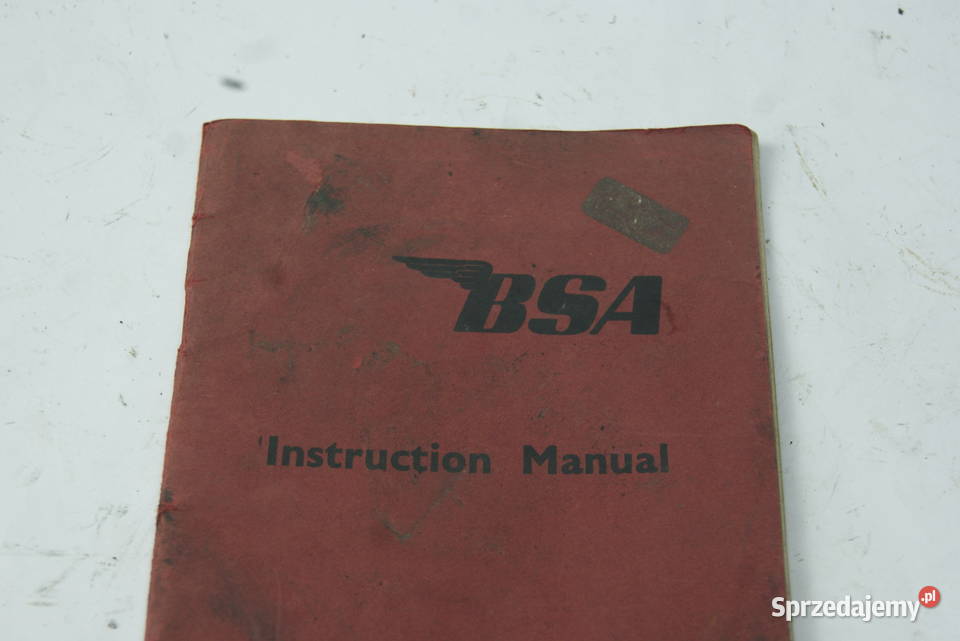 BSA
Instruction Manual
Sprzedajemy.pl